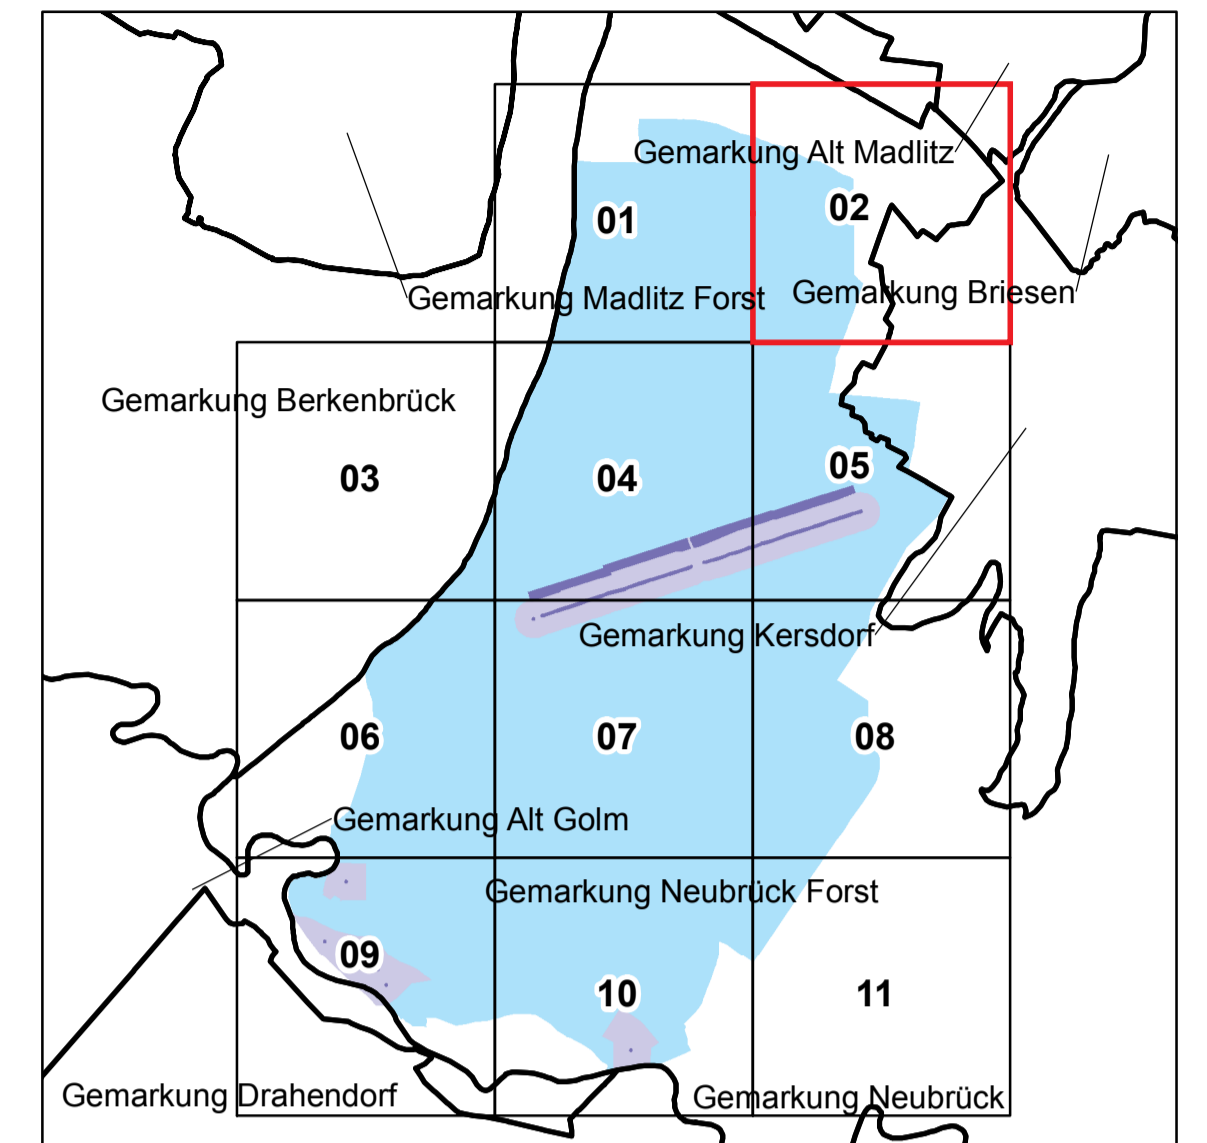 Gemarkung Alt Madlitz
02
01
Gemarkung Briesen
Gemarkung Madlitz Forst
Gemarkung Berkenbrück
05
03
04
Gemarkung Kersdorf
06
07
08
Gemarkung Alt Golm
Gemarkung Neubrück Forst
09
10
11
Gemarkung Drahendorf
Gemarkung Neubrück